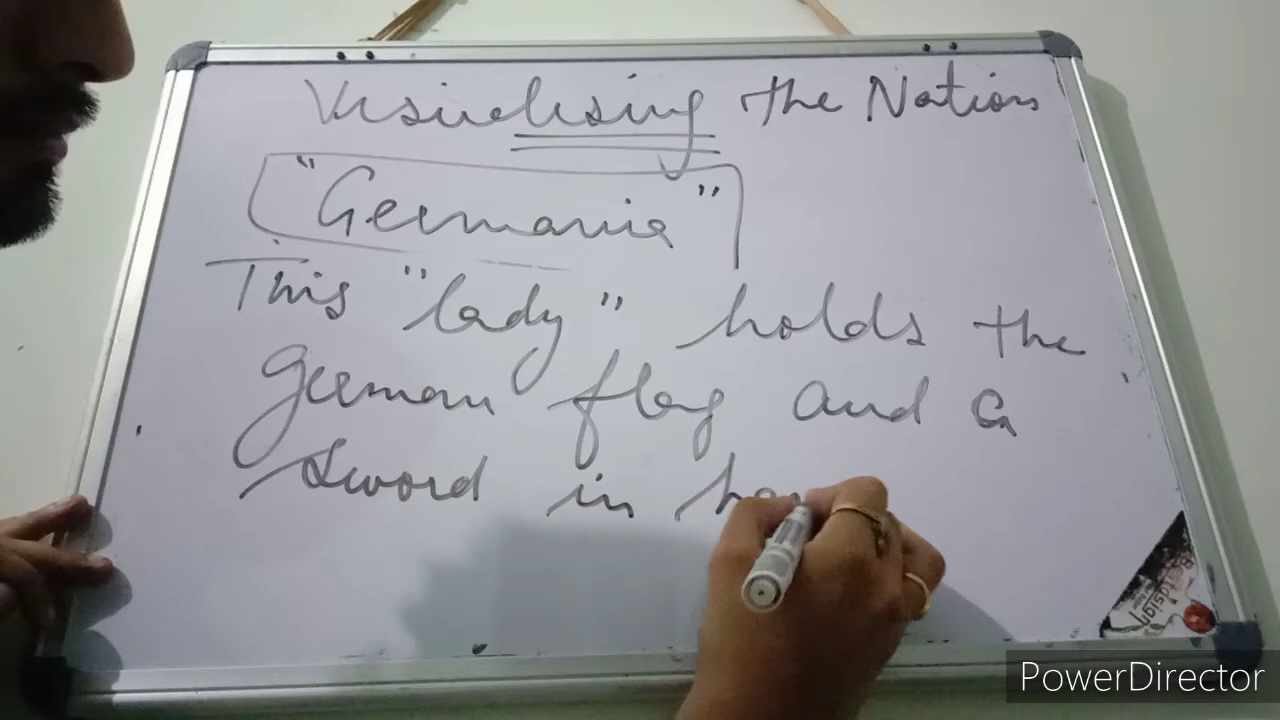 Visualising the Nation
"Germania"
This "lady" holds the
German flag and a
sword in
PowerDirector